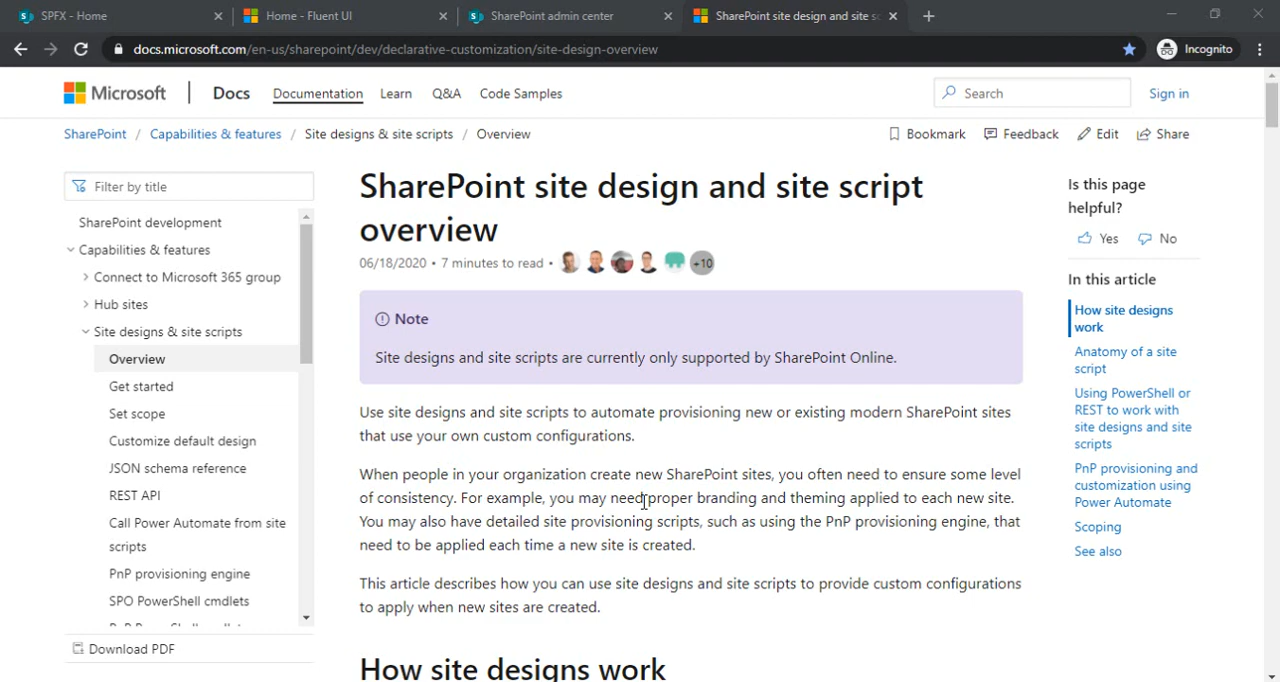 SPFX - Home
Home - Fluent UI
SharePoint admin center
SharePoint site design and site sc
docs.microsoft.com/en-us/sharepoint/dev/declarative-customization/site-design-overview
Incognito
Microsoft
Docs
Documentation
Learn
Q&A
Code Samples
Search
Sign in
SharePoint / Capabilities & features / Site designs & site scripts / Overview
Bookmark
Feedback
Edit
Share
Filter by title
SharePoint development
Capabilities & features
Connect to Microsoft 365 group
Hub sites
Site designs & site scripts
Overview
Get started
Set scope
Customize default design
JSON schema reference
REST API
Call Power Automate from site
scripts
PnP provisioning engine
SPO PowerShell cmdlets
Download PDF
SharePoint site design and site script
overview
06/18/2020 • 7 minutes to read •
+10
Note
Site designs and site scripts are currently only supported by SharePoint Online.
Use site designs and site scripts to automate provisioning new or existing modern SharePoint sites
that use your own custom configurations.
When people in your organization create new SharePoint sites, you often need to ensure some level
of consistency. For example, you may need proper branding and theming applied to each new site.
You may also have detailed site provisioning scripts, such as using the PnP provisioning engine, that
need to be applied each time a new site is created.
This article describes how you can use site designs and site scripts to provide custom configurations
to apply when new sites are created.
How site designs work
Is this page
helpful?
Yes
No
In this article
How site designs
work
Anatomy of a site
script
Using PowerShell or
REST to work with
site designs and site
scripts
PnP provisioning and
customization using
Power Automate
Scoping
See also